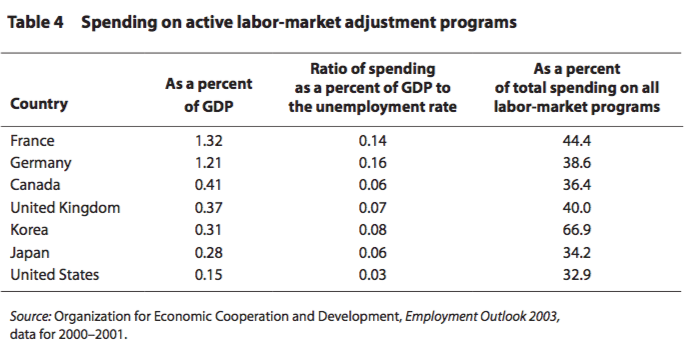 Table 4 Spending on active labor-market adjustment programs
Country
As a percent
of GDP
Ratio of spending
as a percent of GDP to
the unemployment rate
As a percent
of total spending on all
labor-market programs
France 1.32 0.14 44.4
Germany 1.21 0.16 38.6
Canada 0.41 0.06 36.4
United Kingdom 0.37 0.07 40.0
Korea 0.31 0.08 66.9
Japan 0.28 0.06 34.2
United States 0.15 0.03 32.9
Source: Organization for Economic Cooperation and Development, Employment Outlook 2003,
data for 2000–2001.